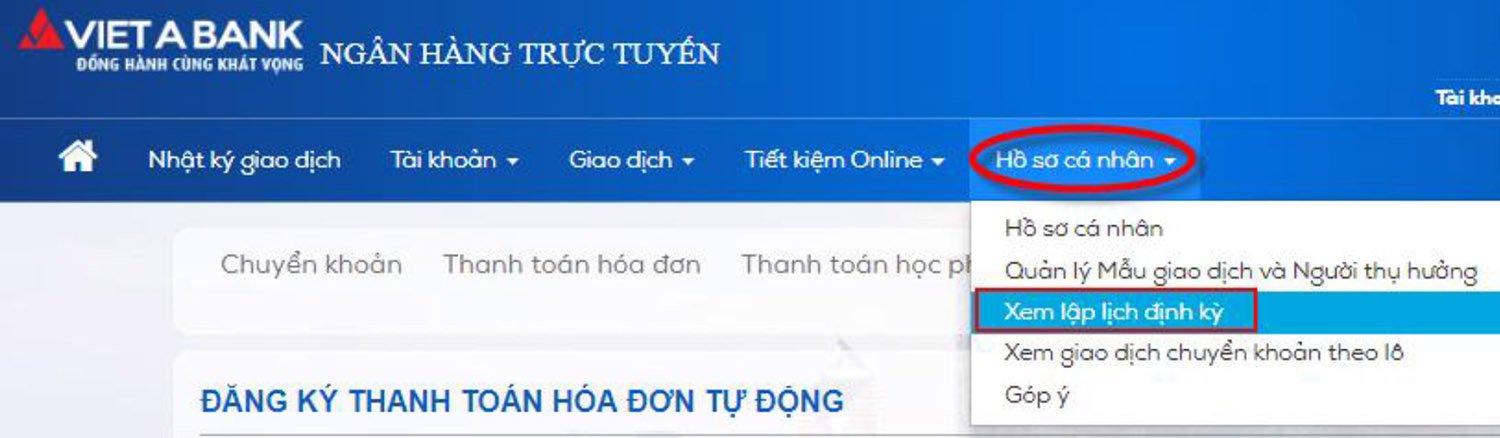 VIET A BANK
ĐỒNG HÀNH CÙNG KHÁT VỌNG
NGÂN HÀNG TRỰC TUYẾN
Tài
Nhật ký giao dịch Tài khoản Giao dịch Tiết kiệm Online Hồ sơ cá nhân
Hồ sơ cá nhân
Quản lý Mẫu giao dịch và Người thụ hưởng
Xem lập lịch định kỳ
Xem giao dịch chuyển khoản theo lô
Góp ý
Chuyển khoản Thanh toán hóa đơn Thanh toán học
ĐĂNG KÝ THANH TOÁN HÓA ĐƠN TỰ ĐỘNG